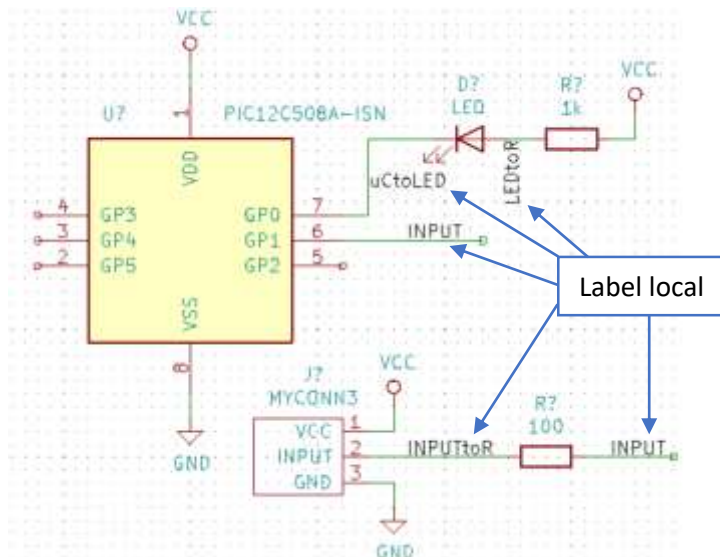 VCC
U?
PIC12C508A-ISN
1
VDD
D?
LED
R?
1k
VCC
uCtoLED
LEDtoR
4 GP3 GP0 7
3 GP4 GP1 6 INPUT
2 GP5 GP2 5
VSS
8
GND
Label local
J?
MYCONN3
VCC
VCC 1
INPUT 2 INPUTtoR
GND 3
GND
R?
100
INPUT